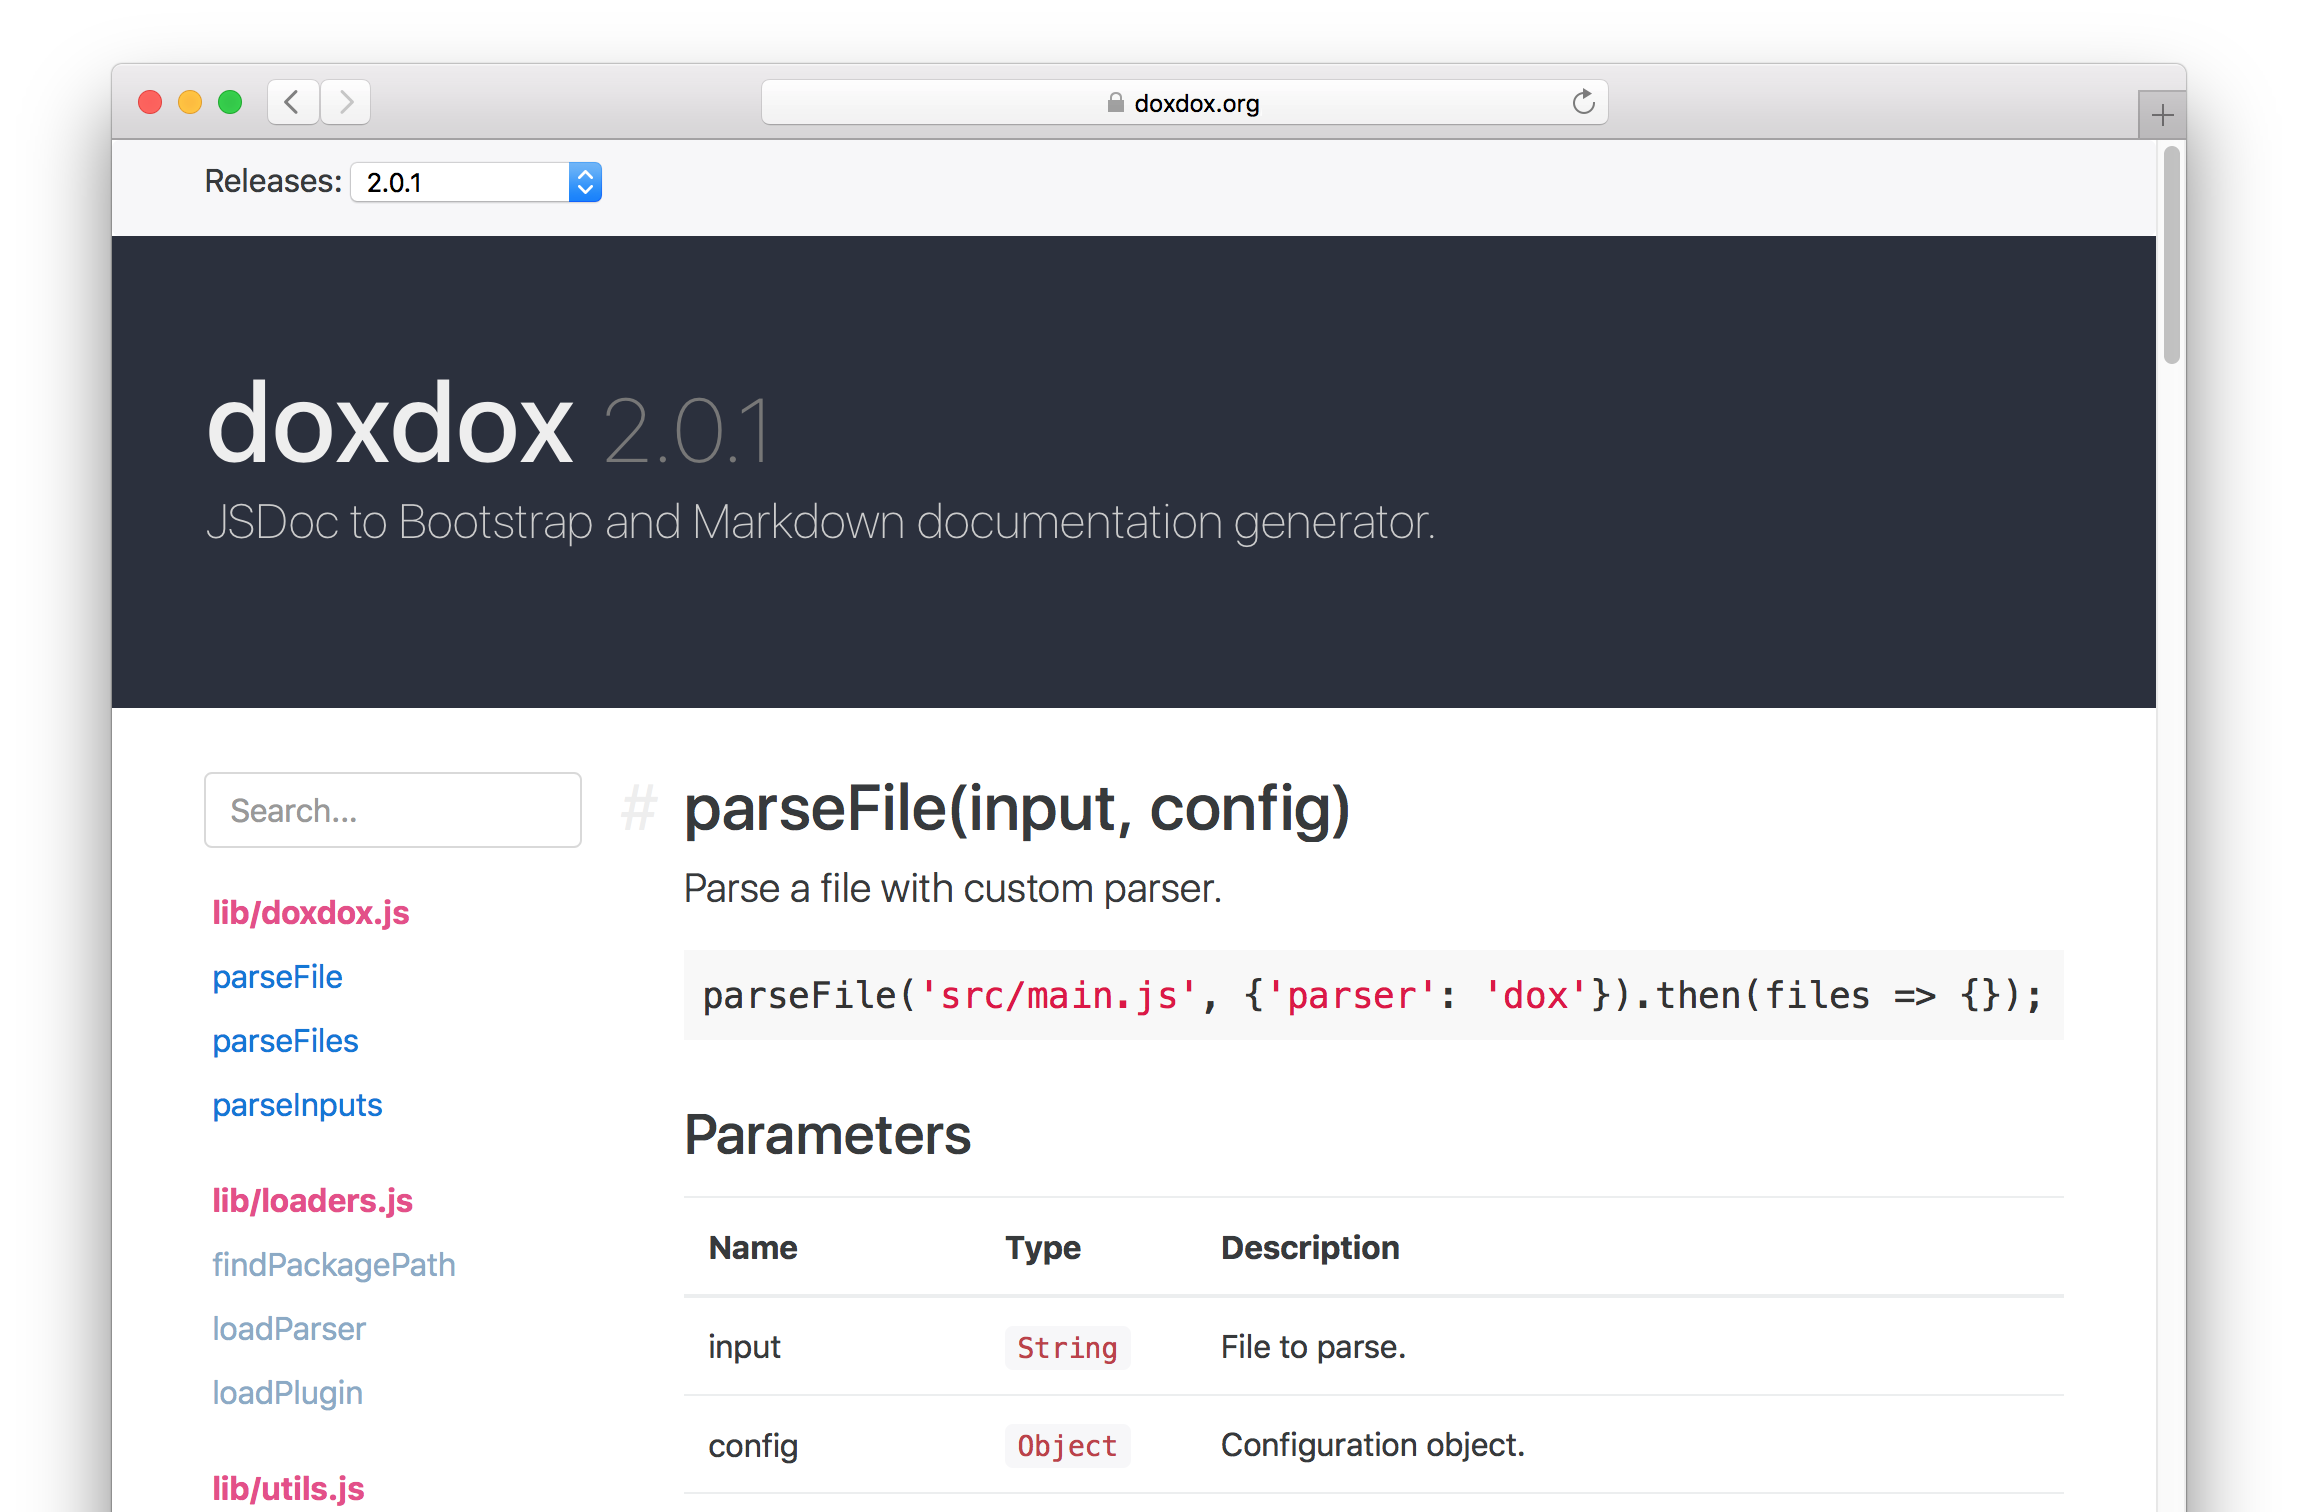 doxdox.org
Releases: 2.0.1
doxdox 2.0.1
JSDoc to Bootstrap and Markdown documentation generator.
Search...
lib/doxdox.js
parseFile
parseFiles
parseInputs
lib/loaders.js
findPackagePath
loadParser
loadPlugin
lib/utils.js
# parseFile(input, config)
Parse a file with custom parser.
parseFile('src/main.js', {'parser': 'dox'}).then(files => {});
Parameters
Name Type Description
input String File to parse.
config Object Configuration object.